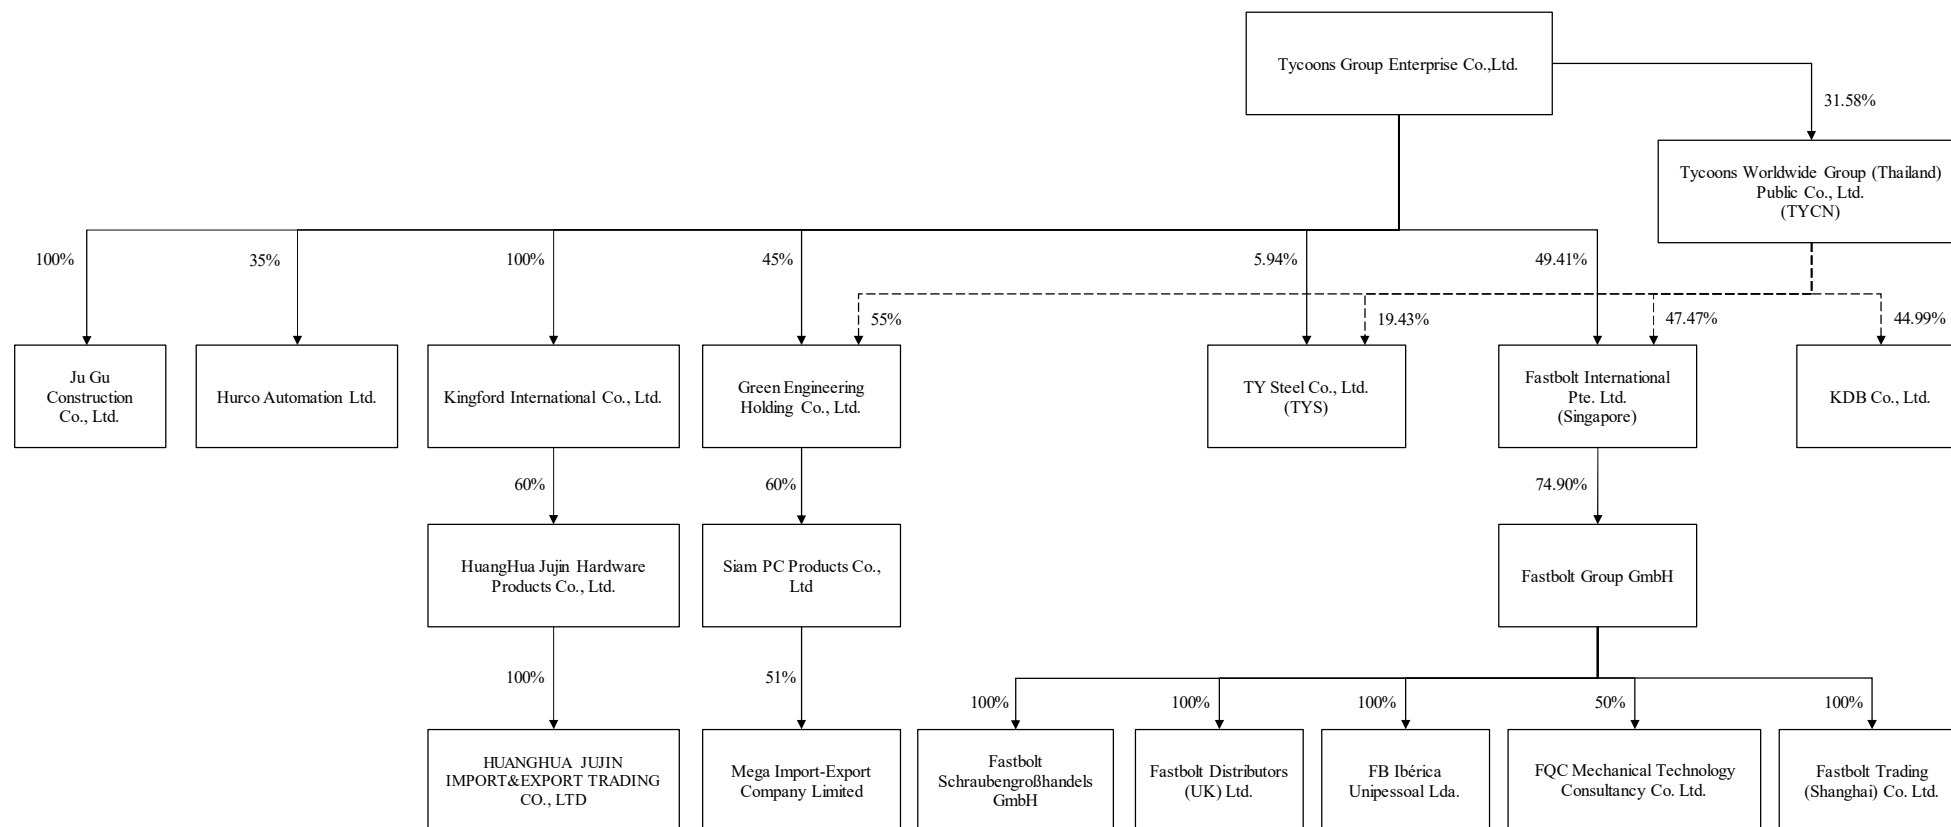 Tycoons Group Enterprise Co.,Ltd.
31.58%
Tycoons Worldwide Group (Thailand)
Public Co., Ltd.
(TYCN)
100%
35%
100%
45%
5.94%
49.41%
55%
19.43%
47.47%
44.99%
Ju Gu
Construction
Co., Ltd.
Hurco Automation Ltd.
Kingford International Co., Ltd.
Green Engineering
Holding Co., Ltd.
TY Steel Co., Ltd.
(TYS)
Fastbolt International
Pte. Ltd.
(Singapore)
KDB Co., Ltd.
60%
60%
74.90%
HuangHua Jujin Hardware
Products Co., Ltd.
Siam PC Products Co.,
Ltd
Fastbolt Group GmbH
100%
51%
100%
100%
100%
50%
100%
HUANGHUA JUJIN
IMPORT&EXPORT TRADING
CO., LTD
Mega Import-Export
Company Limited
Fastbolt
Schraubengroßhandels
GmbH
Fastbolt Distributors
(UK) Ltd.
FB Ibérica
Unipessoal Lda.
FQC Mechanical Technology
Consultancy Co. Ltd.
Fastbolt Trading
(Shanghai) Co. Ltd.